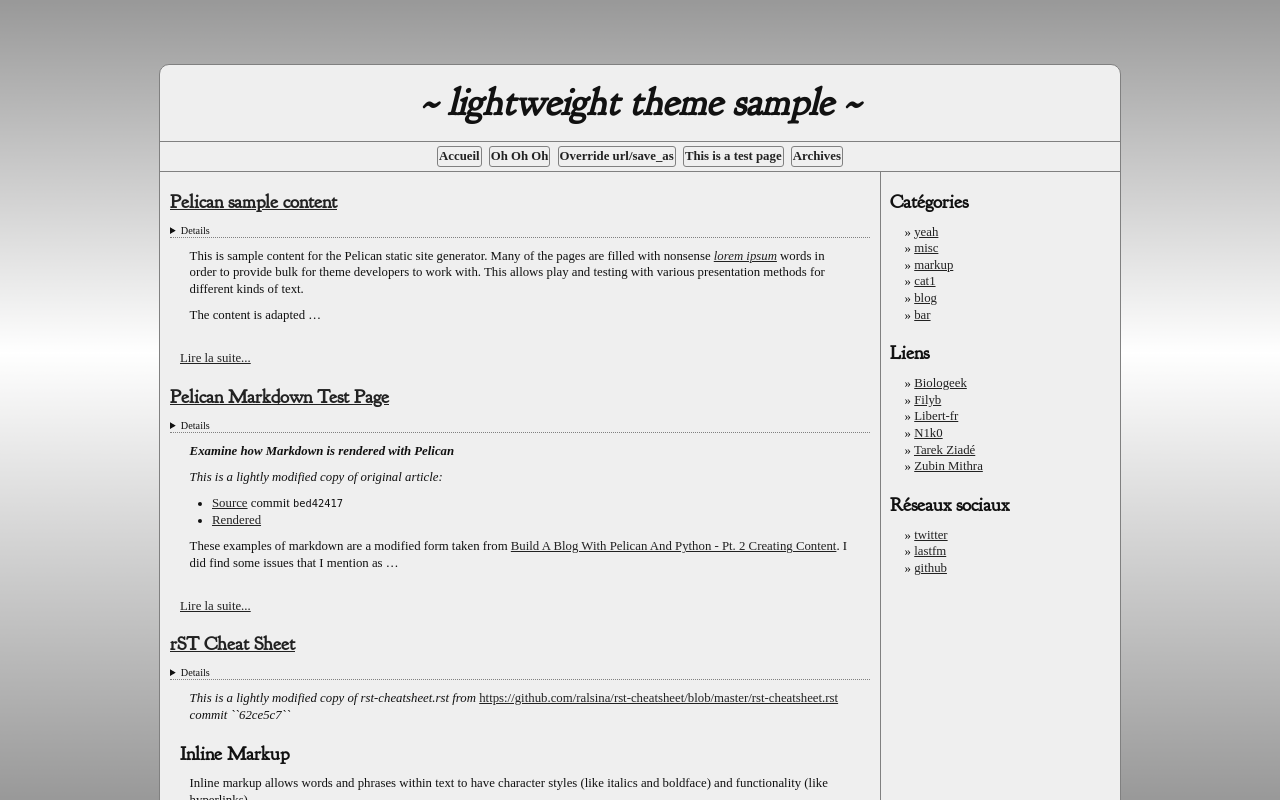 ~ lightweight theme sample ~
Accueil Oh Oh Oh Override url/save_as This is a test page Archives
Pelican sample content
Details
This is sample content for the Pelican static site generator. Many of the pages are filled with nonsense lorem ipsum words in
order to provide bulk for theme developers to work with. This allows play and testing with various presentation methods for
different kinds of text.
The content is adapted …
Lire la suite...
Pelican Markdown Test Page
Details
Examine how Markdown is rendered with Pelican
This is a lightly modified copy of original article:
• Source commit bed42417
• Rendered
These examples of markdown are a modified form taken from Build A Blog With Pelican And Python - Pt. 2 Creating Content. I
did find some issues that I mention as …
Lire la suite...
rST Cheat Sheet
Details
This is a lightly modified copy of rst-cheatsheet.rst from https://github.com/ralsina/rst-cheatsheet/blob/master/rst-cheatsheet.rst
commit ``62ce5c7``
Inline Markup
Inline markup allows words and phrases within text to have character styles (like italics and boldface) and functionality (like
hyperlinks).
Catégories
» yeah
» misc
» markup
» cat1
» blog
» bar
Liens
» Biologeek
» Filyb
» Libert-fr
» N1k0
» Tarek Ziadé
» Zubin Mithra
Réseaux sociaux
» twitter
» lastfm
» github